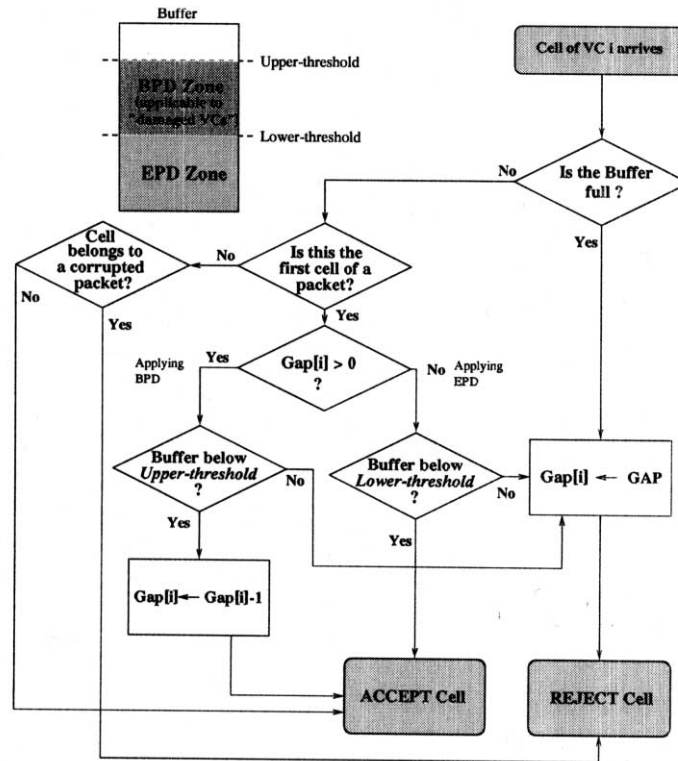 Buffer
Upper-threshold
BPD Zone
(applicable to
"damaged VCs")
Lower-threshold
EPD Zone
Cell of VC i arrives
Is the Buffer
full ?
No
Yes
Is this the
first cell of a
packet?
No
Yes
Cell
belongs to
a corrupted
packet?
No
Yes
Gap[i] > 0
?
Yes
Applying
BPD
No
Applying
EPD
Buffer below
Upper-threshold
?
No
Yes
Buffer below
Lower-threshold
?
No
Yes
Gap[i] ← GAP
Gap[i] ← Gap[i]-1
ACCEPT Cell
REJECT Cell